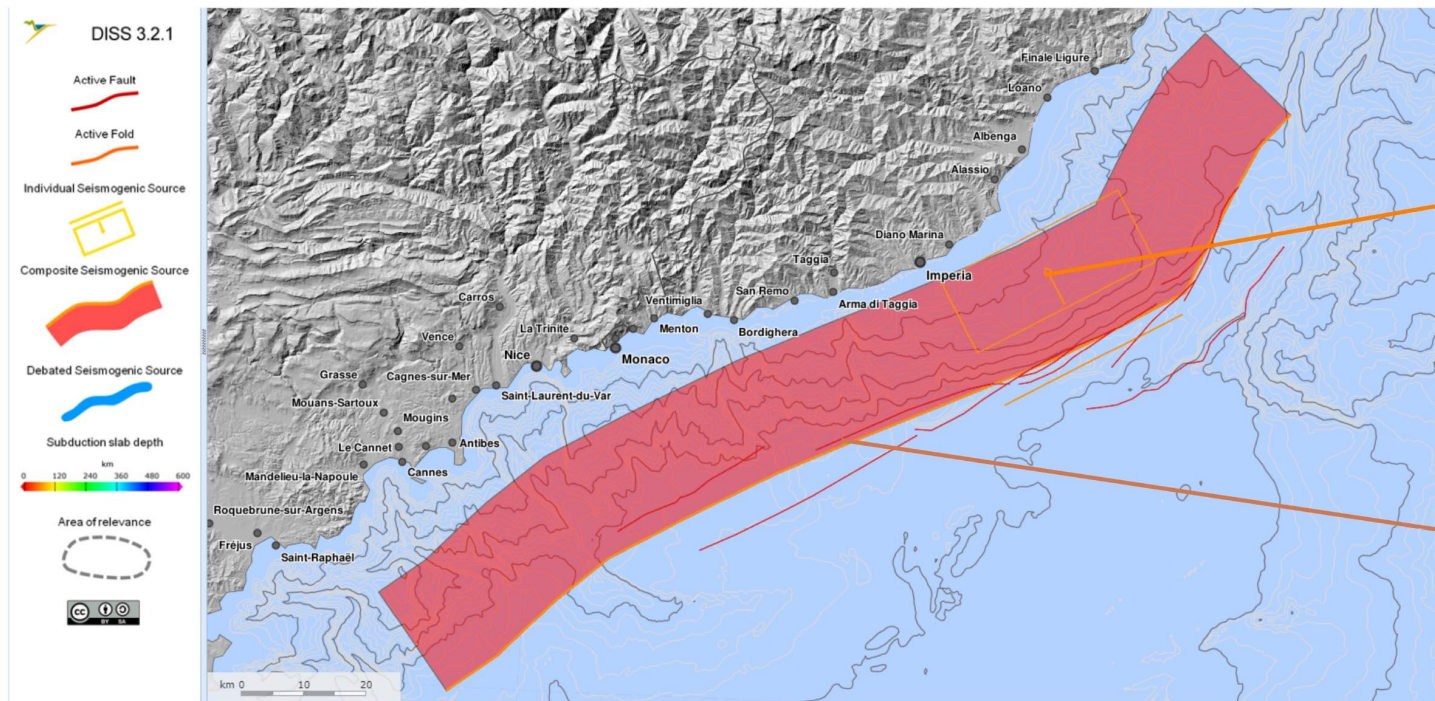 DISS 3.2.1
Active Fault
Active Fold
Individual Seismogenic Source
Composite Seismogenic Source
Debated Seismogenic Source
Subduction slab depth
km
0 120 240 360 480 600
Area of relevance
CC BY SA
Finale Ligure
Loano
Albenga
Alassio
Diano Marina
Imperia
Taggia
Arma di Taggia
San Remo
Bordighera
Ventimiglia
Menton
Monaco
La Trinité
Carros
Vence
Nice
Grasse
Cagnes-sur-Mer
Saint-Laurent-du-Var
Mouans-Sartoux
Mougins
Antibes
Le Cannet
Cannes
Mandelieu-la-Napoule
Roquebrune-sur-Argens
Fréjus
Saint-Raphaël
km 0 10 20